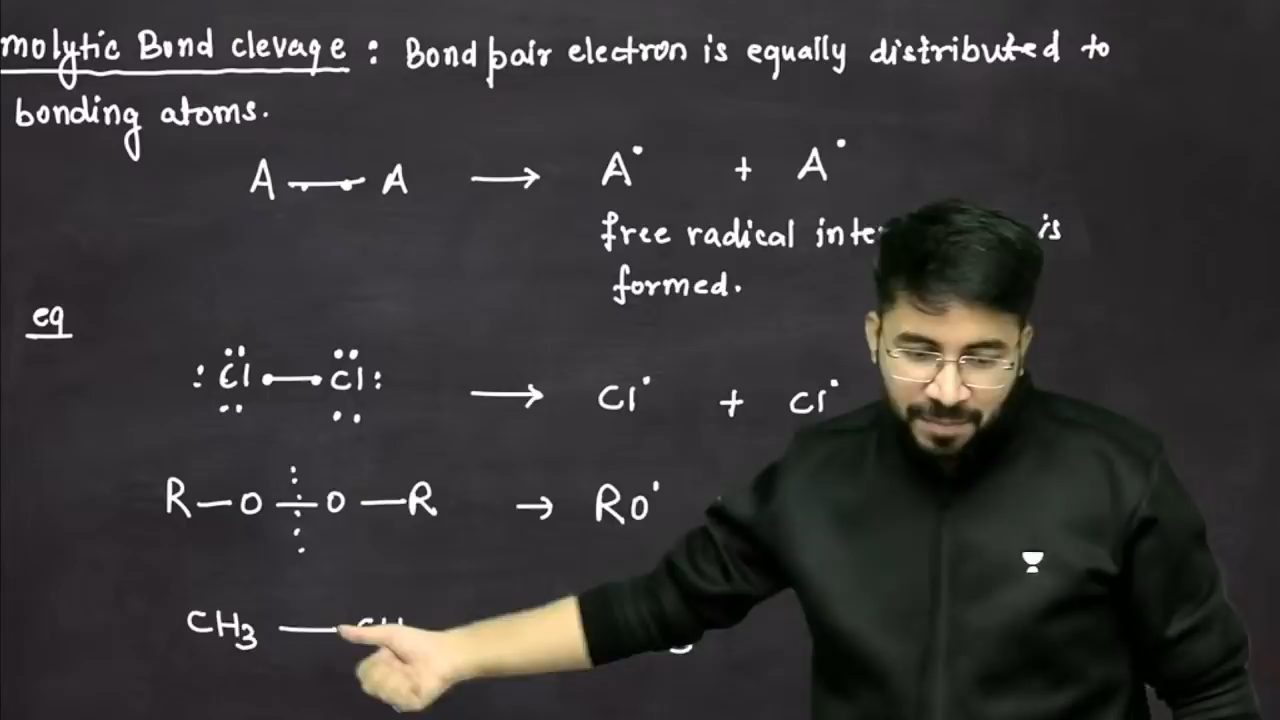 molytic Bond clevage : Bond pair electron is equally distributed to
bonding atoms.
A — A → A• + A•
free radical is
formed.
eg
:Cl — Cl: → Cl• + Cl•
R—O — O—R → RO•
CH3 —